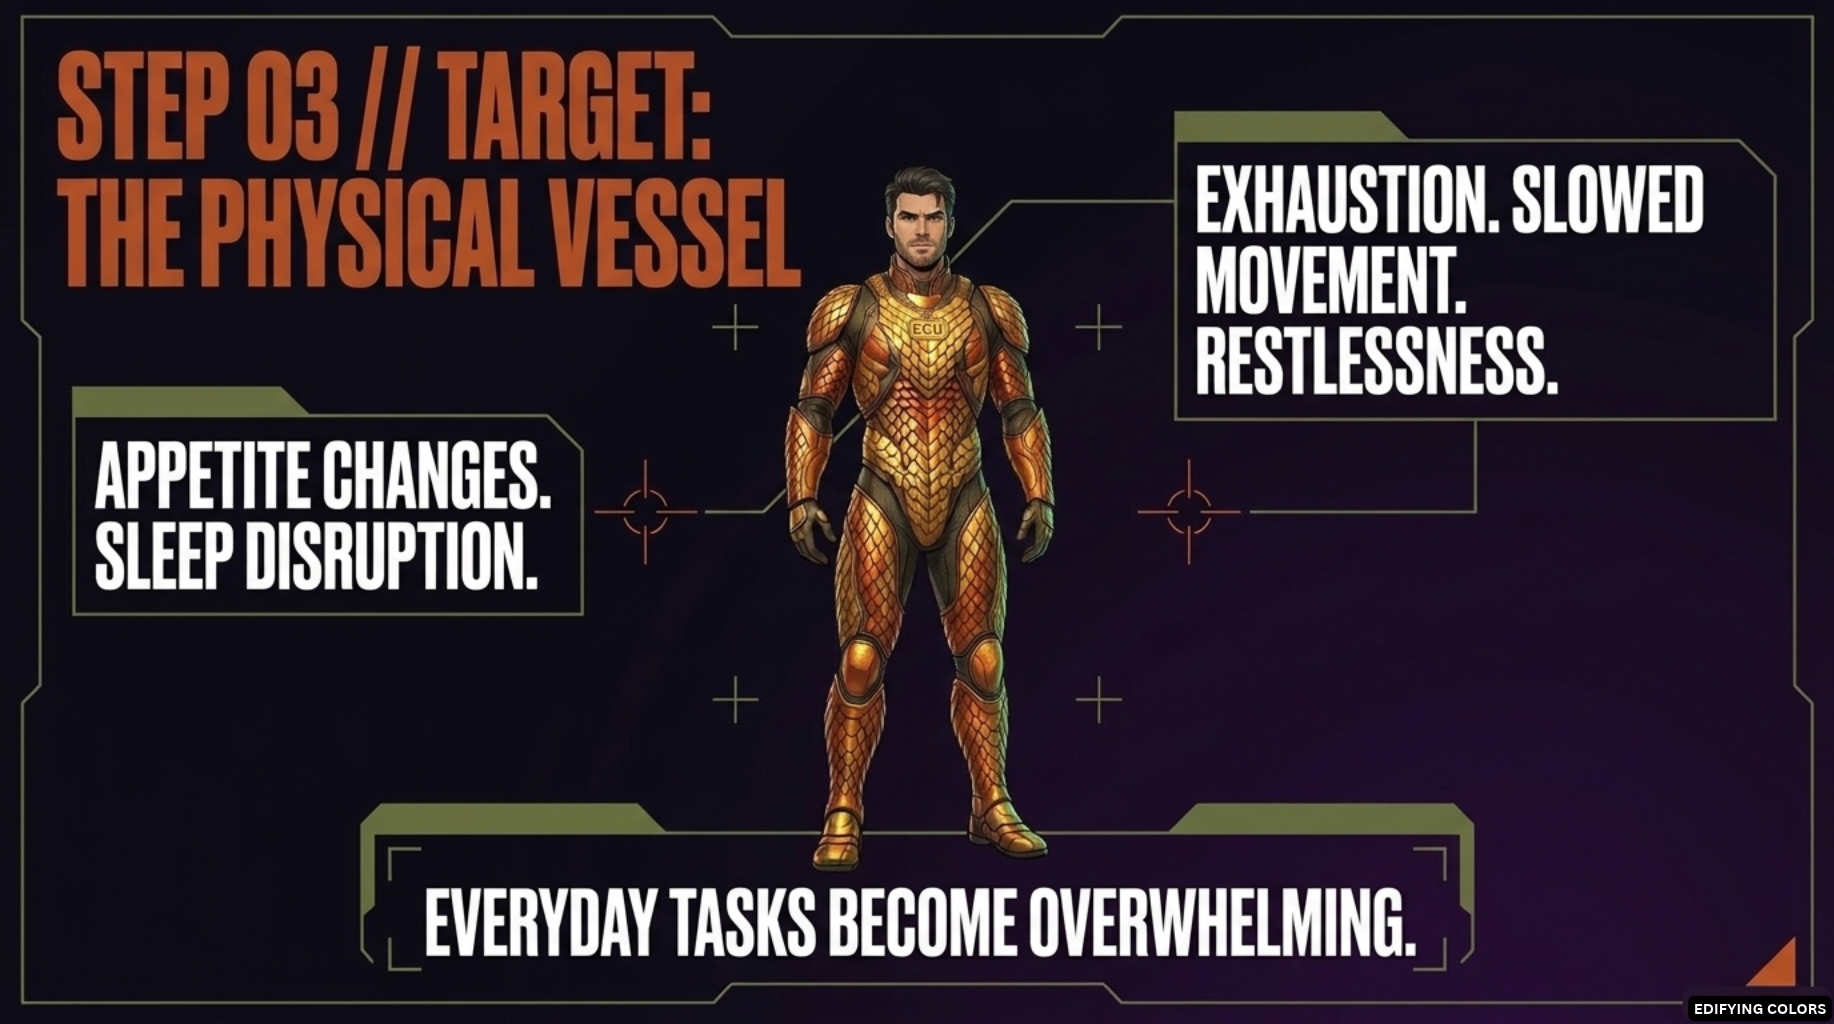 STEP 03 // TARGET:
THE PHYSICAL VESSEL
EXHAUSTION. SLOWED
MOVEMENT.
RESTLESSNESS.
ECU
APPETITE CHANGES.
SLEEP DISRUPTION.
EVERYDAY TASKS BECOME OVERWHELMING.
EDIFYING COLORS